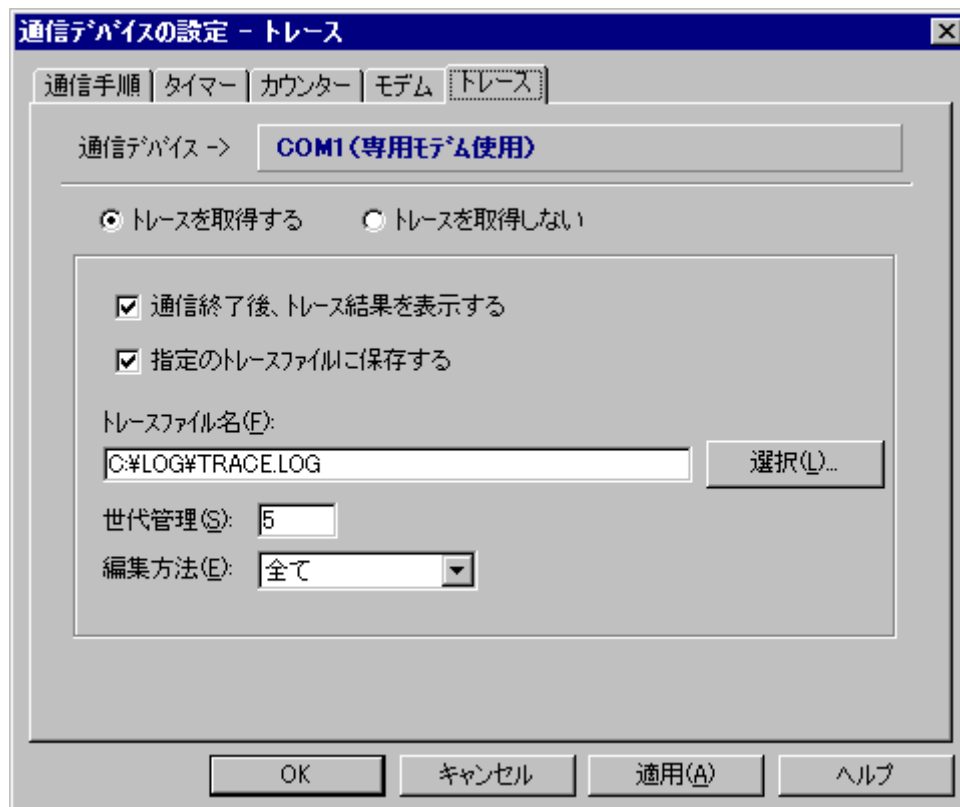 通信ﾃﾞﾊﾞｲｽの設定 − トレース
通信手順 タイマー カウンター モデム トレース
通信ﾃﾞﾊﾞｲｽ -> COM1(専用ﾓﾃﾞﾑ使用)
ﾄﾚｰｽを取得する ﾄﾚｰｽを取得しない
通信終了後、ﾄﾚｰｽ結果を表示する
指定のﾄﾚｰｽﾌｧｲﾙに保存する
ﾄﾚｰｽﾌｧｲﾙ名(F):
C:¥LOG¥TRACE.LOG 選択(L)...
世代管理(S): 5
編集方法(E): 全て
OK キャンセル 適用(A) ヘルプ